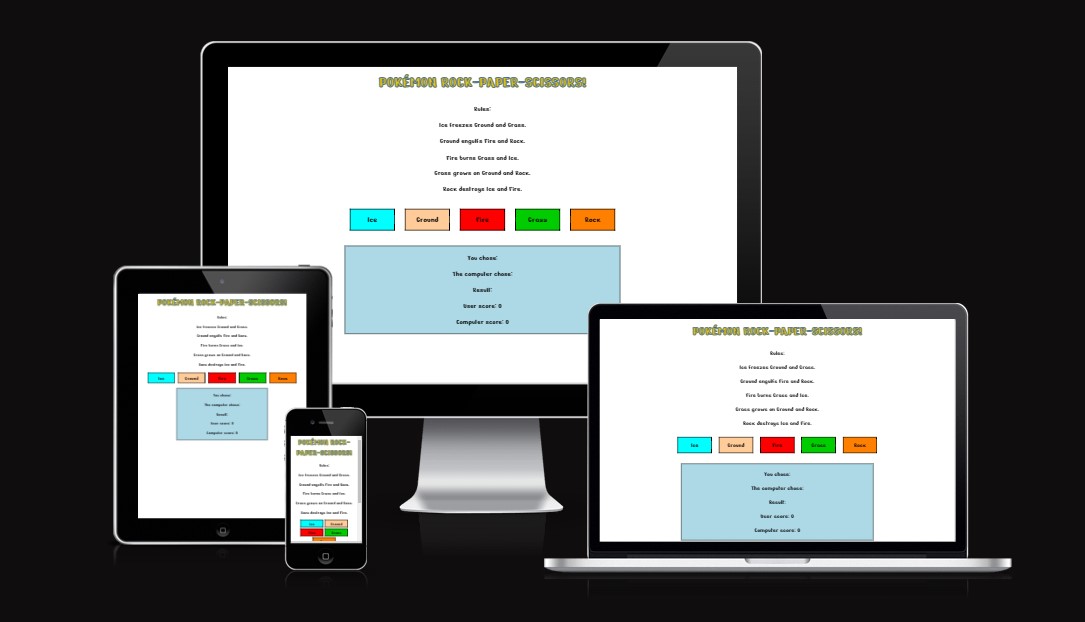 POKÉMON ROCK-PAPER-SCISSORS!
Rules:
Ice freezes Ground and Grass.
Ground engulfs Fire and Rock.
Fire burns Grass and Ice.
Grass grows on Ground and Rock.
Rock destroys Ice and Fire.
Ice Ground Fire Grass Rock
You chose:
The computer chose:
Result:
User score: 0
Computer score: 0
POKÉMON ROCK-PAPER-SCISSORS!
Rules:
Ice freezes Ground and Grass.
Ground engulfs Fire and Rock.
Fire burns Grass and Ice.
Grass grows on Ground and Rock.
Rock destroys Ice and Fire.
Ice Ground Fire Grass Rock
You chose:
The computer chose:
Result:
User score: 0
Computer score: 0
POKÉMON ROCK-
PAPER-SCISSORS!
Rules:
Ice freezes Ground and Grass.
Ground engulfs Fire and Rock.
Fire burns Grass and Ice.
Grass grows on Ground and Rock.
Rock destroys Ice and Fire.
Ice Ground
POKÉMON ROCK-PAPER-SCISSORS!
Rules:
Ice freezes Ground and Grass.
Ground engulfs Fire and Rock.
Fire burns Grass and Ice.
Grass grows on Ground and Rock.
Rock destroys Ice and Fire.
Ice Ground Fire Grass Rock
You chose:
The computer chose:
Result:
User score: 0
Computer score: 0